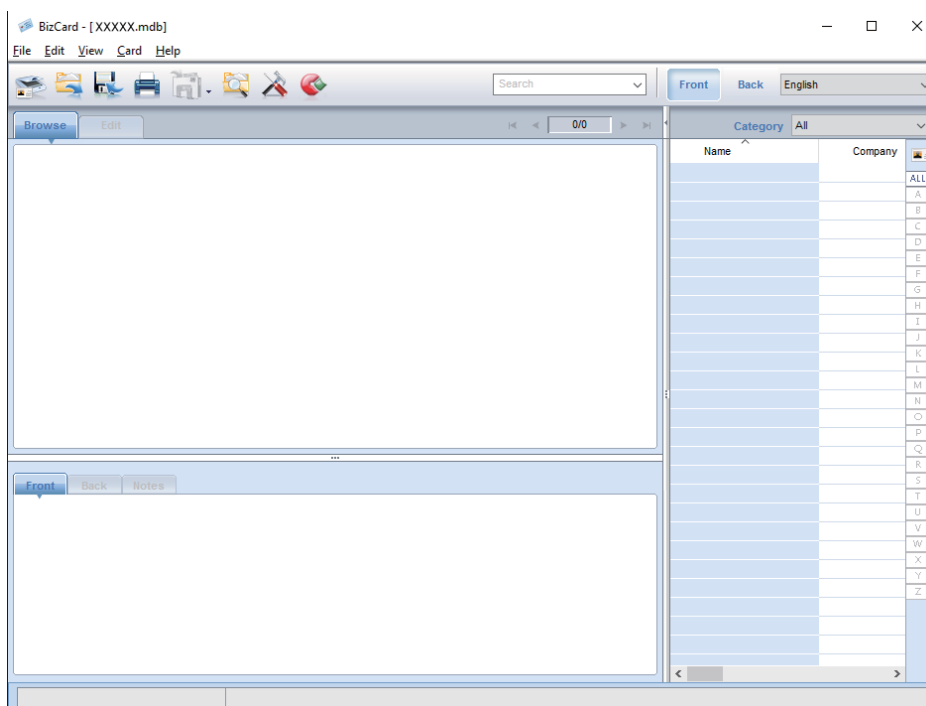 BizCard - [XXXXX.mdb]
File Edit View Card Help
Search
Front Back English
Browse Edit 0/0
Category All
Name Company
ALL
A
B
C
D
E
F
G
H
I
J
K
L
M
N
O
P
Q
R
S
T
U
V
W
X
Y
Z
Front Back Notes